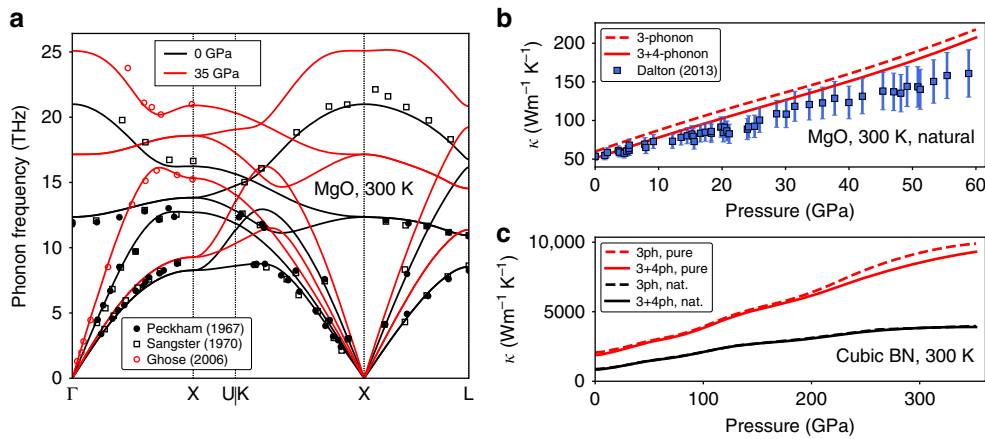 a
Phonon frequency (THz)
25
20
15
10
5
0
0 GPa
35 GPa
MgO, 300 K
Peckham (1967)
Sangster (1970)
Ghose (2006)
Γ X U|K X L
b
κ (Wm⁻¹ K⁻¹)
200
150
100
50
3-phonon
3+4-phonon
Dalton (2013)
MgO, 300 K, natural
0 10 20 30 40 50 60
Pressure (GPa)
c
κ (Wm⁻¹ K⁻¹)
10,000
5000
0
3ph, pure
3+4ph, pure
3ph, nat.
3+4ph, nat.
Cubic BN, 300 K
0 100 200 300
Pressure (GPa)